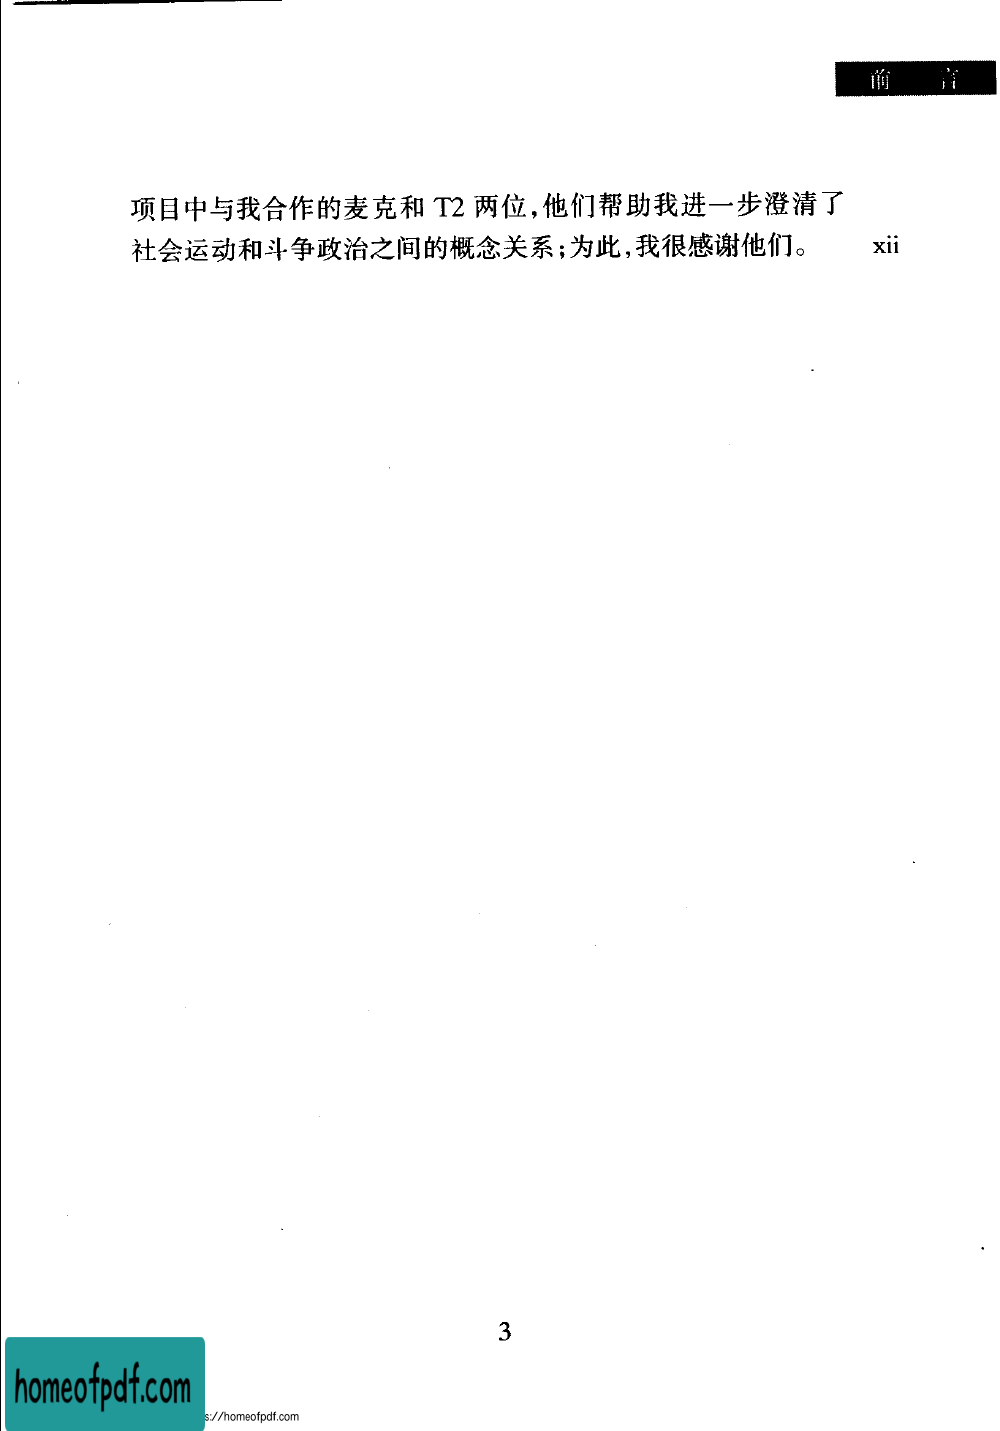 前 言
项目中与我合作的麦克和 T2 两位,他们帮助我进一步澄清了
社会运动和斗争政治之间的概念关系;为此,我很感谢他们。 xii
3
homeofpdf.com
s://homeofpdf.com